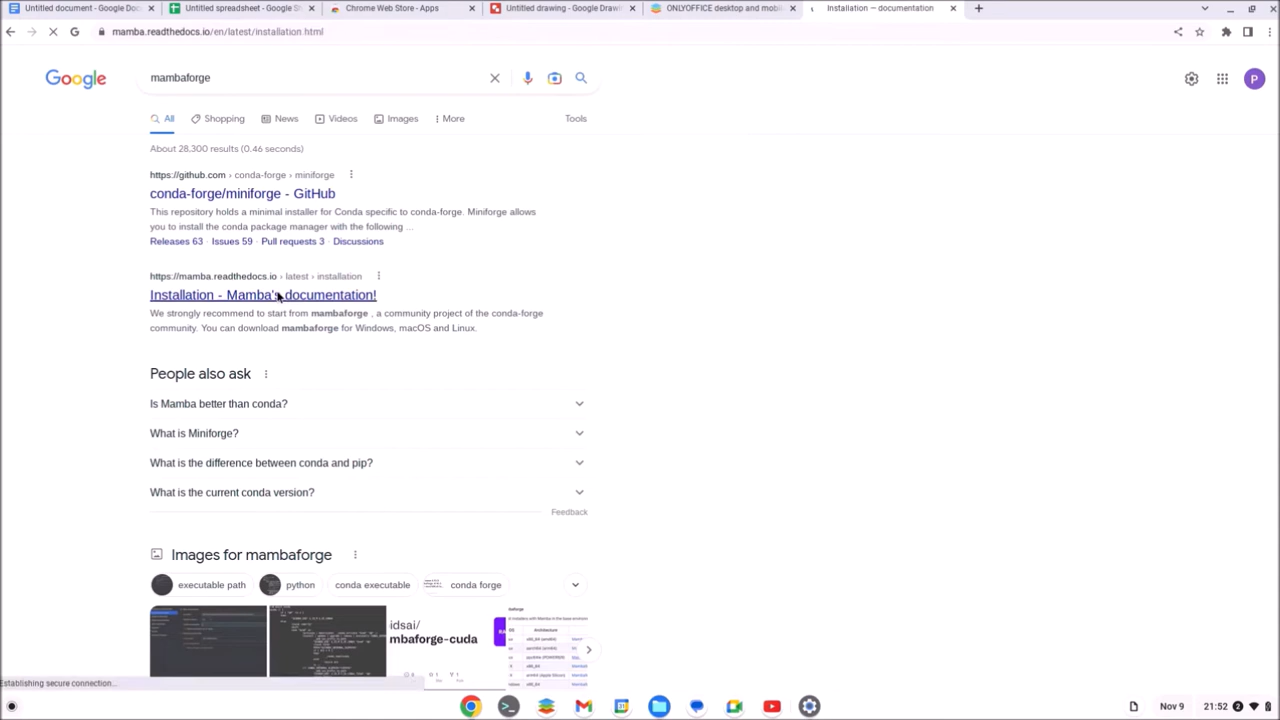 Untitled document - Google Doc
Untitled spreadsheet - Google S
Chrome Web Store - Apps
Untitled drawing - Google Drawi
ONLYOFFICE desktop and mobi
Installation — documentation
mamba.readthedocs.io/en/latest/installation.html
Google
mambaforge
P
All
Shopping
News
Videos
Images
More
Tools
About 28,300 results (0.46 seconds)
https://github.com › conda-forge › miniforge
conda-forge/miniforge - GitHub
This repository holds a minimal installer for Conda specific to conda-forge. Miniforge allows
you to install the conda package manager with the following ...
Releases 63 · Issues 59 · Pull requests 3 · Discussions
https://mamba.readthedocs.io › latest › installation
Installation - Mamba's documentation!
We strongly recommend to start from mambaforge , a community project of the conda-forge
community. You can download mambaforge for Windows, macOS and Linux.
People also ask
Is Mamba better than conda?
What is Miniforge?
What is the difference between conda and pip?
What is the current conda version?
Feedback
Images for mambaforge
executable path
python
conda executable
conda forge
idsai/
mbaforge-cuda
Architecture
Establishing secure connection...
Nov 9
21:52
2